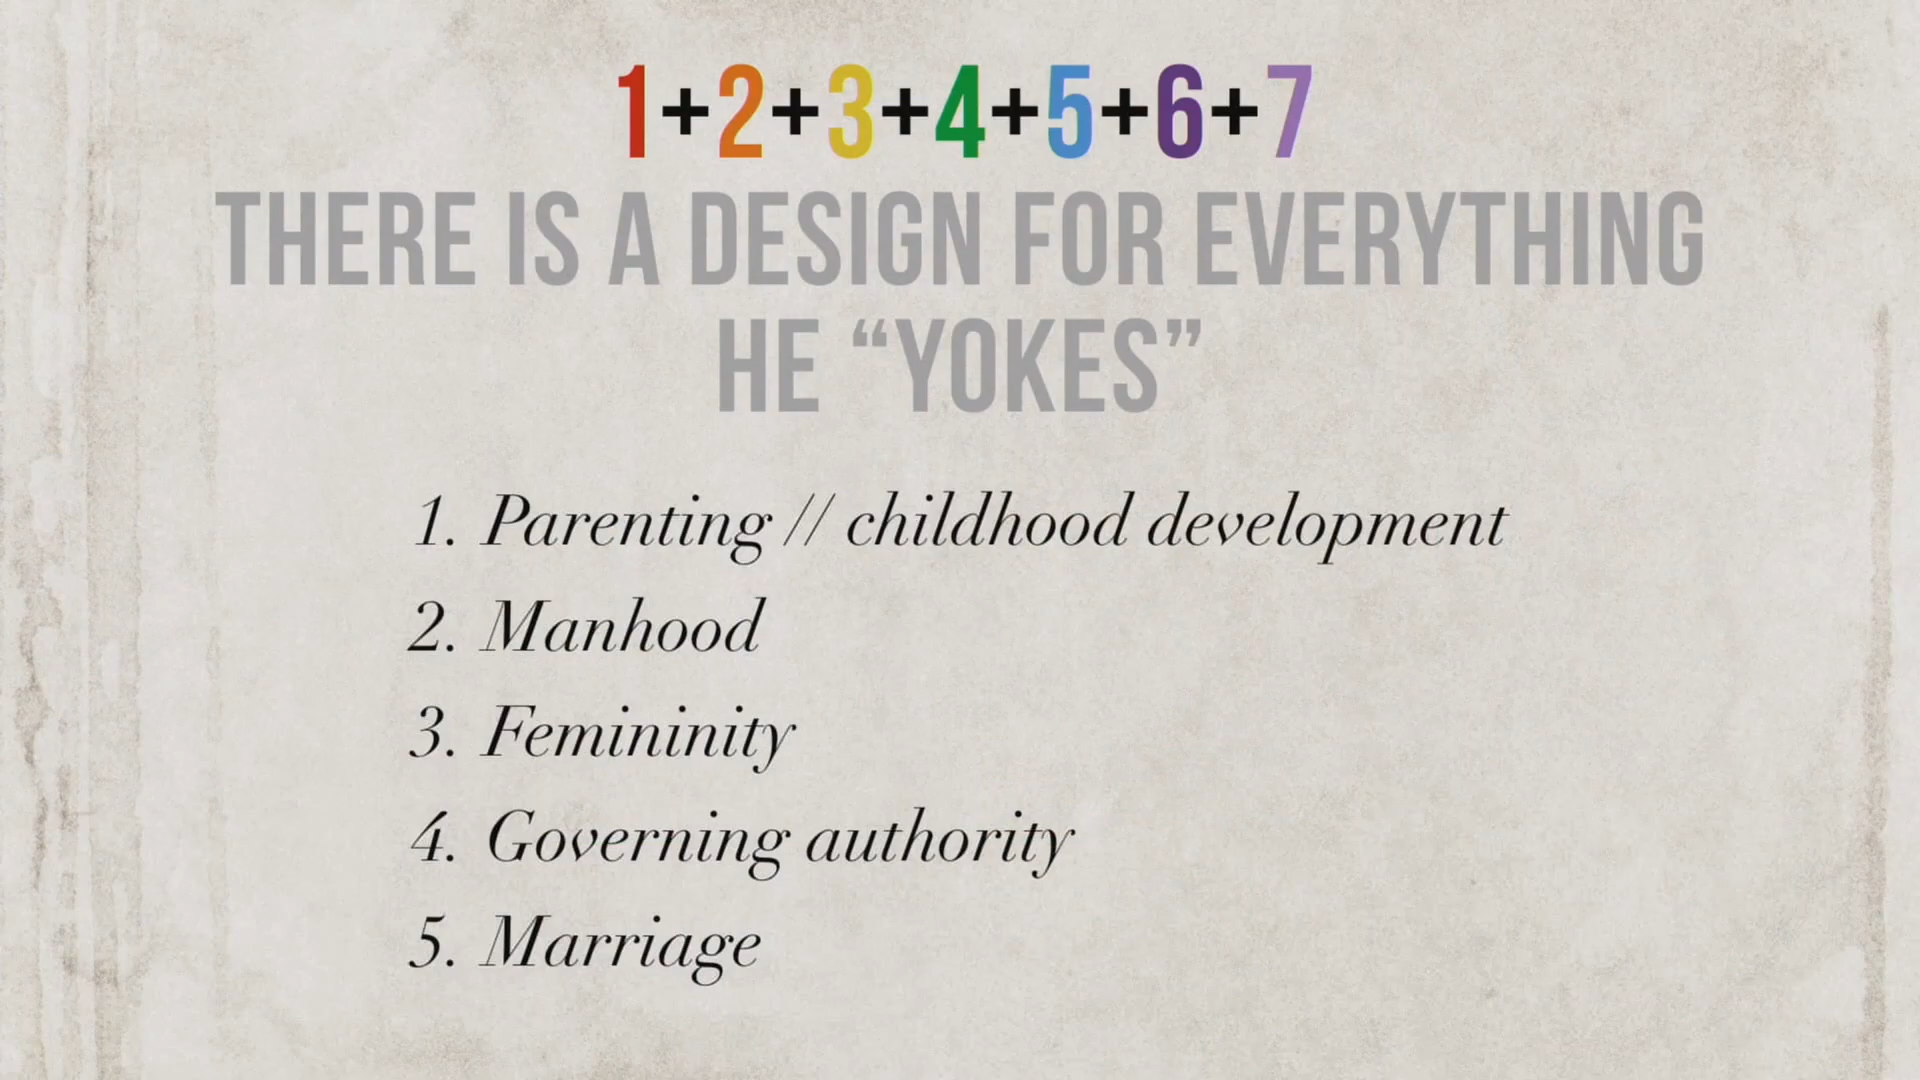 1+2+3+4+5+6+7
THERE IS A DESIGN FOR EVERYTHING
HE “YOKES”
1. Parenting // childhood development
2. Manhood
3. Femininity
4. Governing authority
5. Marriage